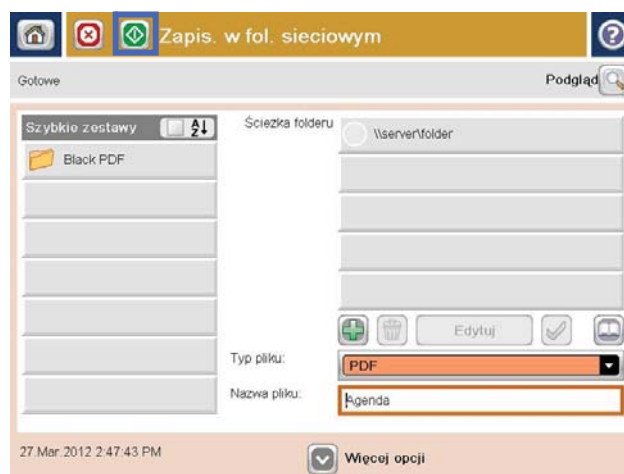 Zapis. w fol. sieciowym
?
Gotowe
Podgląd
Szybkie zestawy
A
Z
Ścieżka folderu
\\server\folder
Black PDF
Edytuj
Typ pliku:
PDF
Nazwa pliku:
Agenda
27 Mar 2012 2:47:43 PM
Więcej opcji